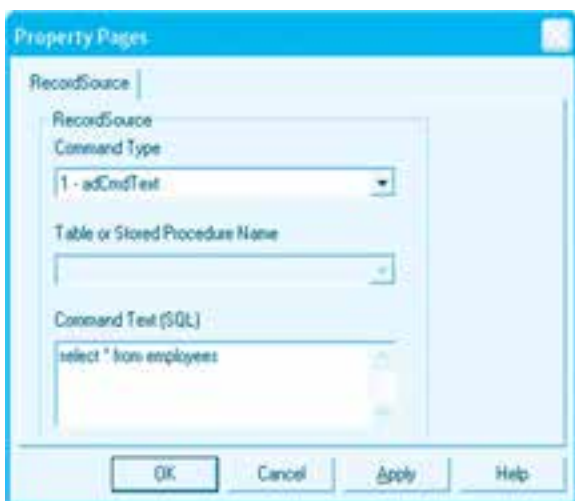 Property Pages
RecordSource
RecordSource
Command Type
1 - adCmdText
Table or Stored Procedure Name
Command Text (SQL)
select * from employees
OK Cancel Apply Help